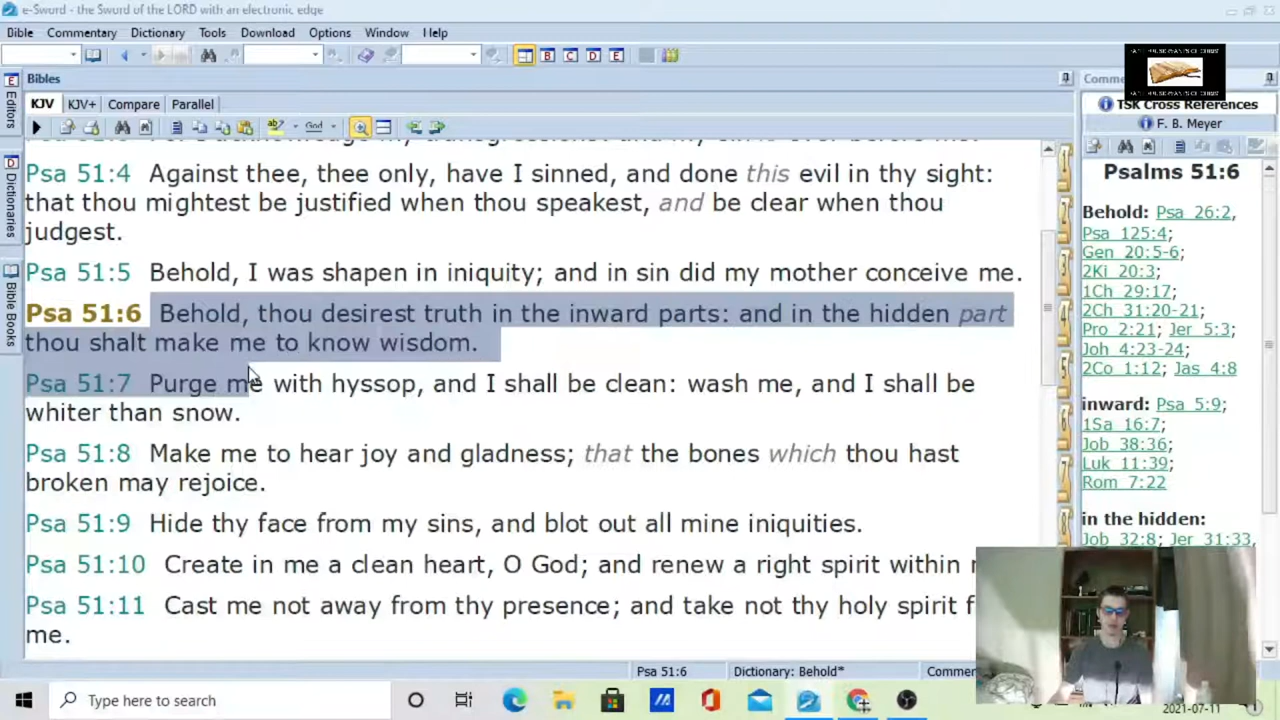 e-Sword - the Sword of the LORD with an electronic edge
Bible Commentary Dictionary Tools Download Options Window Help
B C D E
Bibles
KJV KJV+ Compare Parallel
Editors
Dictionaries
Bible Books
Psa 51:4 Against thee, thee only, have I sinned, and done this evil in thy sight:
that thou mightest be justified when thou speakest, and be clear when thou
judgest.
Psa 51:5 Behold, I was shapen in iniquity; and in sin did my mother conceive me.
Psa 51:6 Behold, thou desirest truth in the inward parts: and in the hidden part
thou shalt make me to know wisdom.
Psa 51:7 Purge me with hyssop, and I shall be clean: wash me, and I shall be
whiter than snow.
Psa 51:8 Make me to hear joy and gladness; that the bones which thou hast
broken may rejoice.
Psa 51:9 Hide thy face from my sins, and blot out all mine iniquities.
Psa 51:10 Create in me a clean heart, O God; and renew a right spirit within
Psa 51:11 Cast me not away from thy presence; and take not thy holy spirit f
me.
Comme
TSK Cross References
F. B. Meyer
Psalms 51:6
Behold: Psa 26:2,
Psa 125:4;
Gen 20:5-6;
2Ki 20:3;
1Ch 29:17;
2Ch 31:20-21;
Pro 2:21; Jer 5:3;
Joh 4:23-24;
2Co 1:12; Jas 4:8
inward: Psa 5:9;
1Sa 16:7;
Job 38:36;
Luk 11:39;
Rom 7:22
in the hidden:
Job 32:8; Jer 31:33,
Psa 51:6 Dictionary: Behold* Commen
Type here to search
2021-07-11